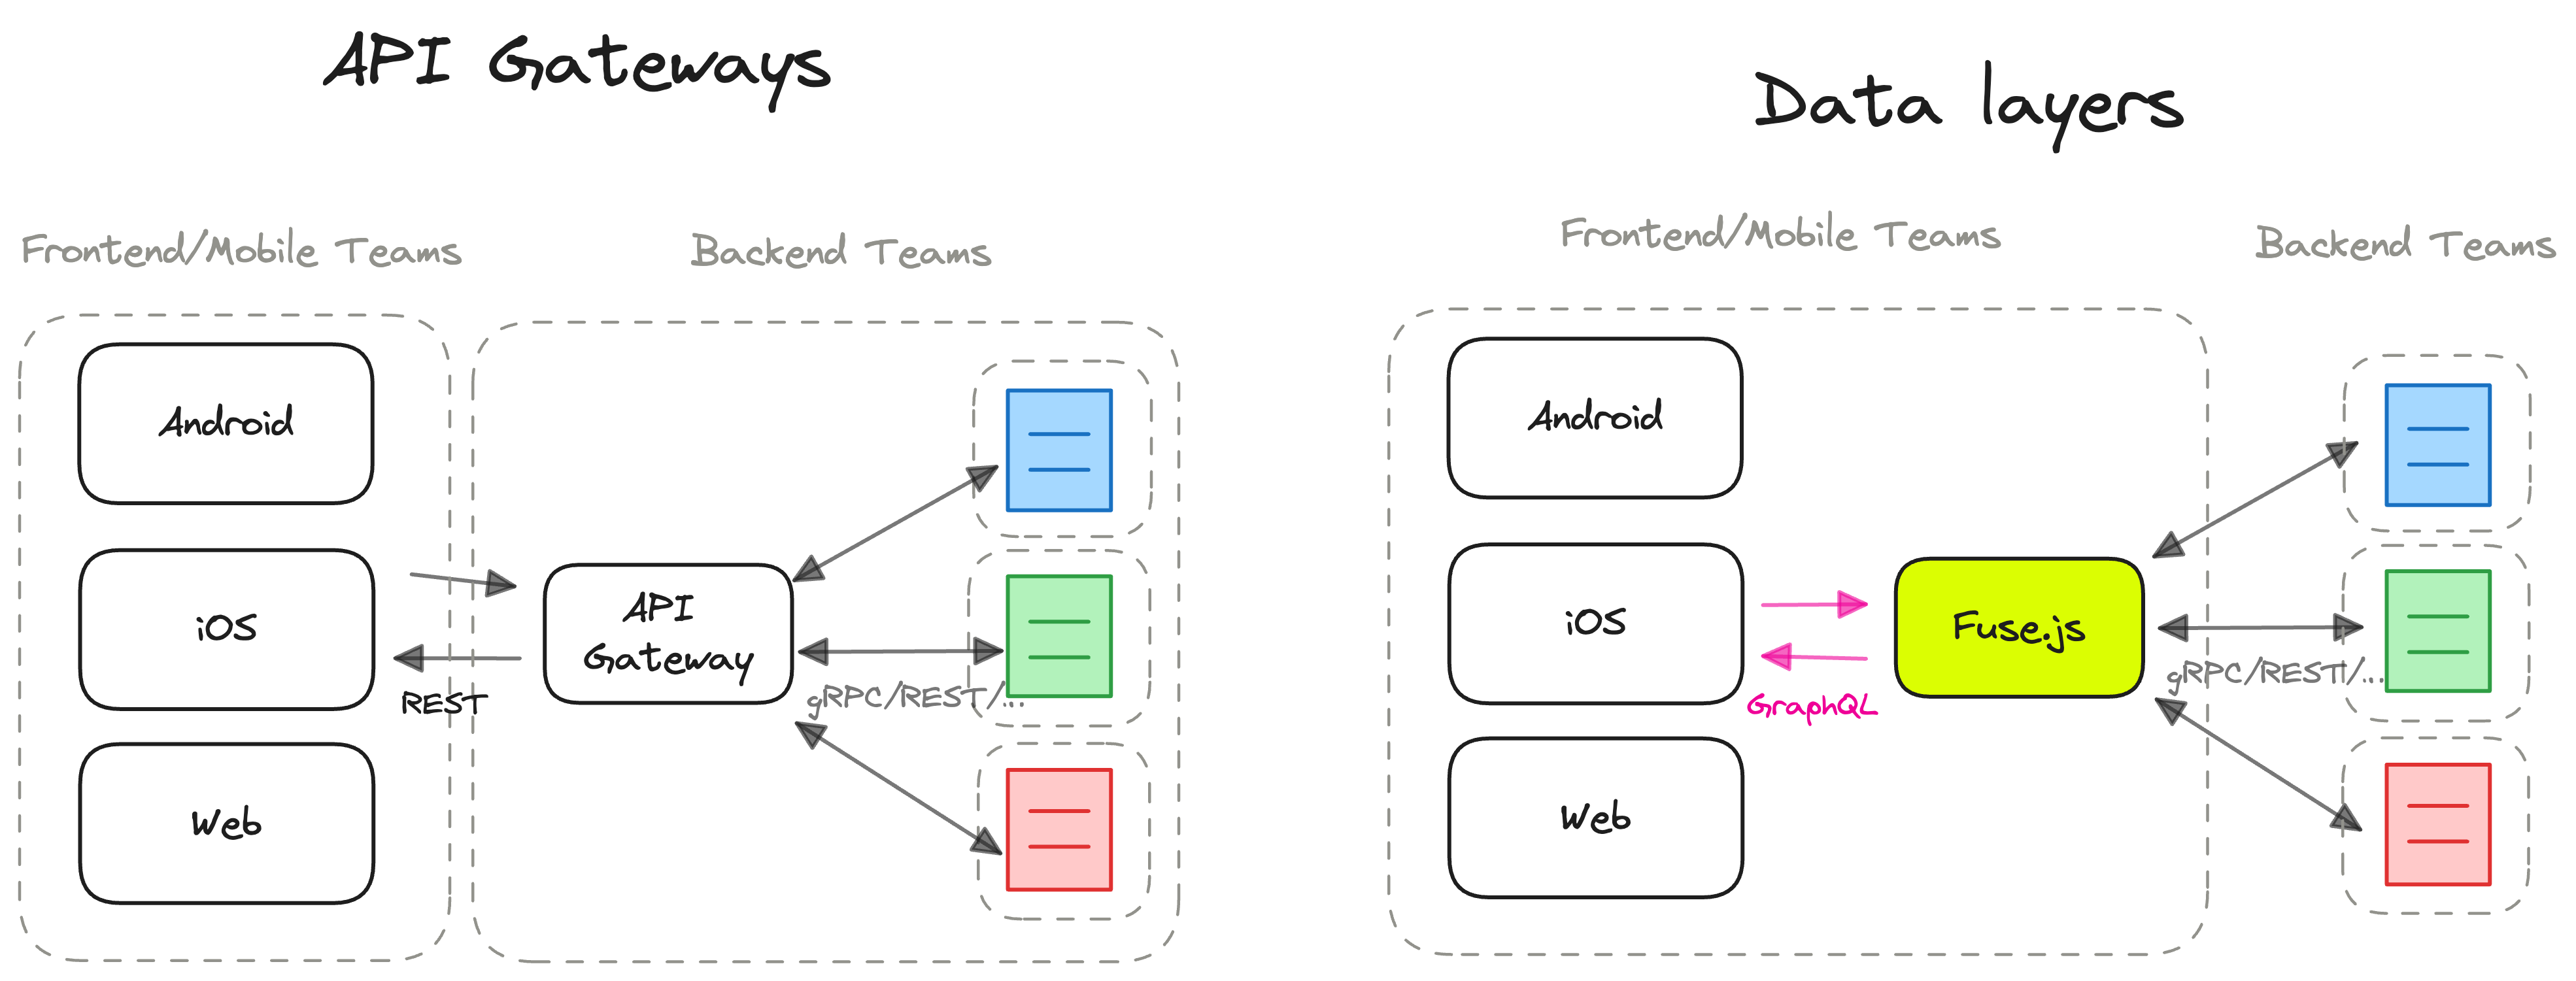 API Gateways
Frontend/Mobile Teams
Backend Teams
Android
iOS
Web
REST
API
Gateway
gRPC/REST/...
Data layers
Frontend/Mobile Teams
Backend Teams
Android
iOS
Web
GraphQL
Fuse.js
gRPC/REST/...